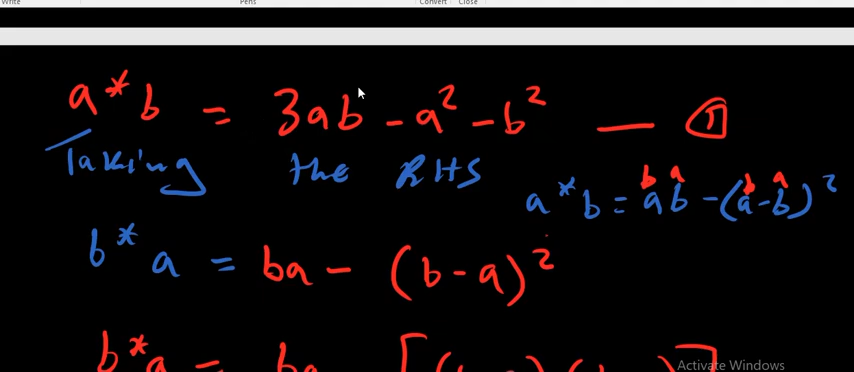 Write Pens Convert Close
a*b = 3ab - a² - b² — ①
Taking the RHS
b a b a
a*b = ab - (a-b)²
b* a = ba - (b-a)²
b*a = ba [( ) ( )]
Activate Windows